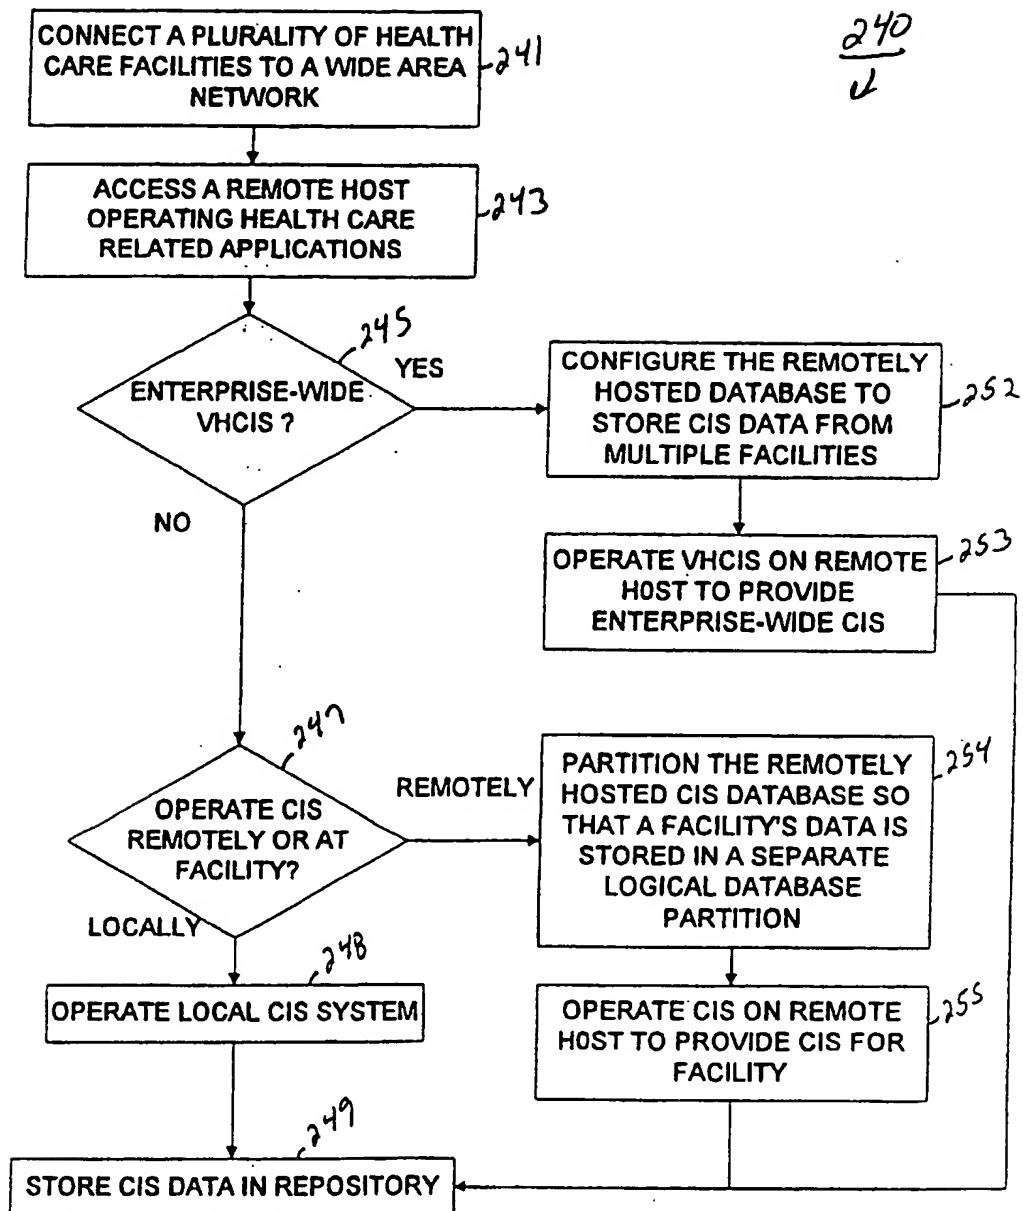 240
CONNECT A PLURALITY OF HEALTH
CARE FACILITIES TO A WIDE AREA
NETWORK
241
ACCESS A REMOTE HOST
OPERATING HEALTH CARE
RELATED APPLICATIONS
243
ENTERPRISE-WIDE
VHCIS ?
245
YES
NO
CONFIGURE THE REMOTELY
HOSTED DATABASE TO
STORE CIS DATA FROM
MULTIPLE FACILITIES
252
OPERATE VHCIS ON REMOTE
HOST TO PROVIDE
ENTERPRISE-WIDE CIS
253
OPERATE CIS
REMOTELY OR AT
FACILITY?
247
REMOTELY
LOCALLY
PARTITION THE REMOTELY
HOSTED CIS DATABASE SO
THAT A FACILITY'S DATA IS
STORED IN A SEPARATE
LOGICAL DATABASE
PARTITION
254
OPERATE LOCAL CIS SYSTEM
248
OPERATE CIS ON REMOTE
HOST TO PROVIDE CIS FOR
FACILITY
255
STORE CIS DATA IN REPOSITORY
249